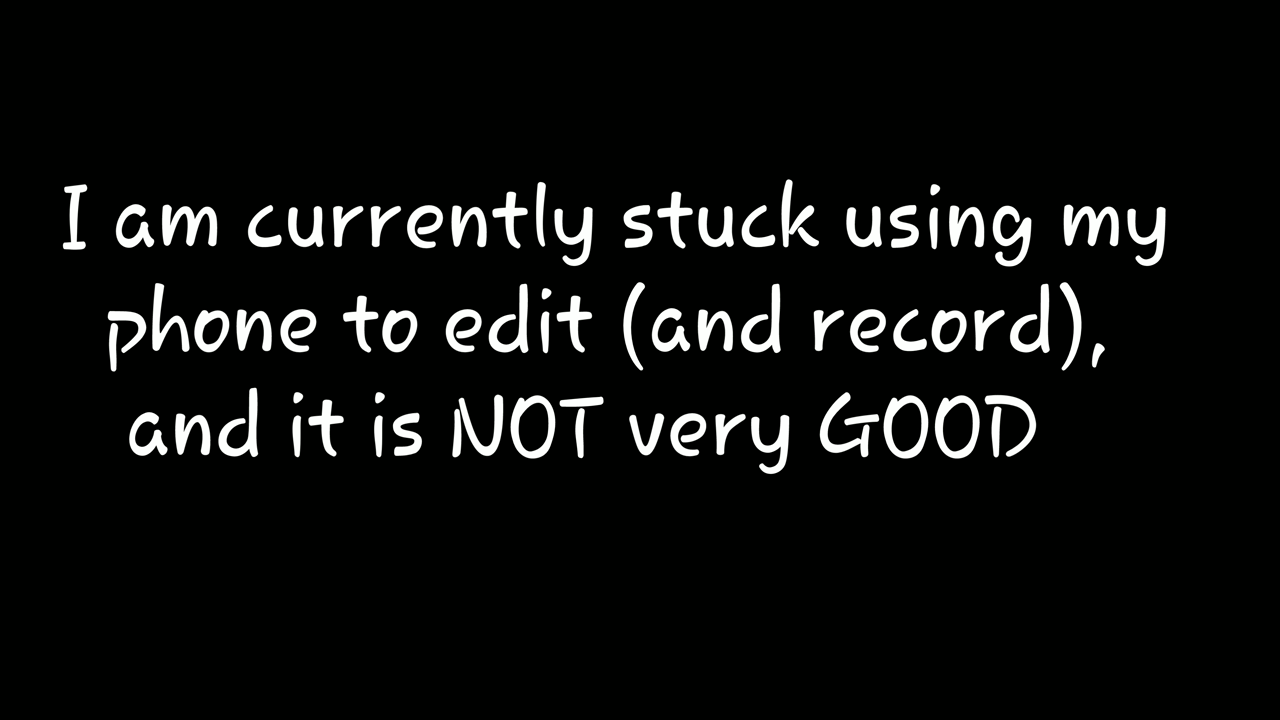 I am currently stuck using my
phone to edit (and record),
and it is NOT very GOOD